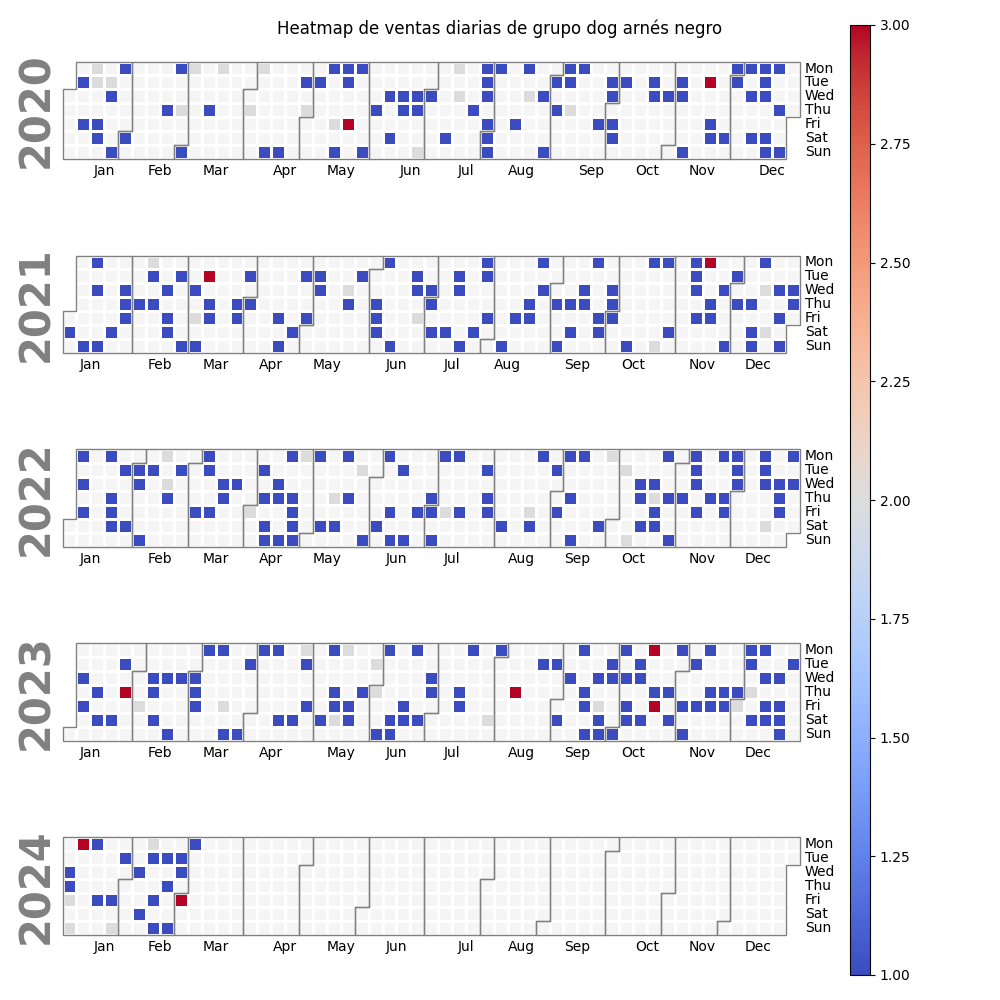 Heatmap de ventas diarias de grupo dog arnés negro
2020
Mon
Tue
Wed
Thu
Fri
Sat
Sun
Jan Feb Mar Apr May Jun Jul Aug Sep Oct Nov Dec
2021
Mon
Tue
Wed
Thu
Fri
Sat
Sun
Jan Feb Mar Apr May Jun Jul Aug Sep Oct Nov Dec
2022
Mon
Tue
Wed
Thu
Fri
Sat
Sun
Jan Feb Mar Apr May Jun Jul Aug Sep Oct Nov Dec
2023
Mon
Tue
Wed
Thu
Fri
Sat
Sun
Jan Feb Mar Apr May Jun Jul Aug Sep Oct Nov Dec
2024
Mon
Tue
Wed
Thu
Fri
Sat
Sun
Jan Feb Mar Apr May Jun Jul Aug Sep Oct Nov Dec
3.00
2.75
2.50
2.25
2.00
1.75
1.50
1.25
1.00